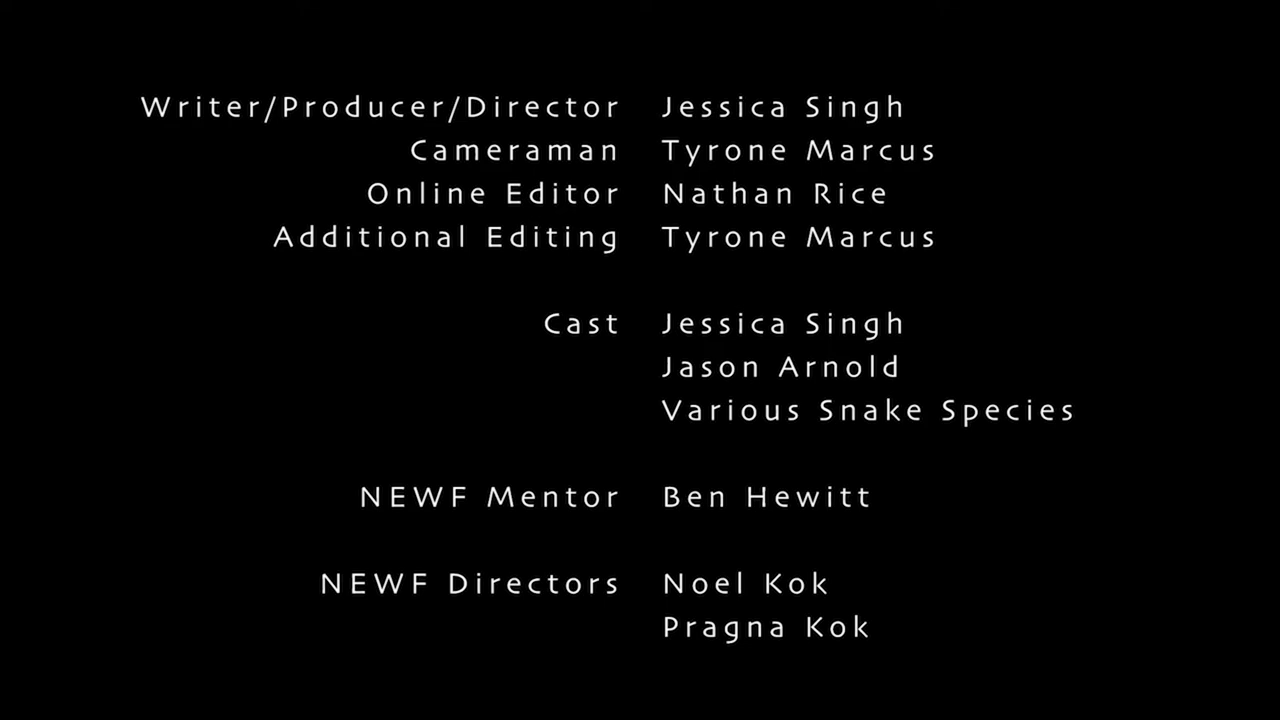 Writer/Producer/Director Jessica Singh
Cameraman Tyrone Marcus
Online Editor Nathan Rice
Additional Editing Tyrone Marcus
Cast Jessica Singh
Jason Arnold
Various Snake Species
NEWF Mentor Ben Hewitt
NEWF Directors Noel Kok
Pragna Kok